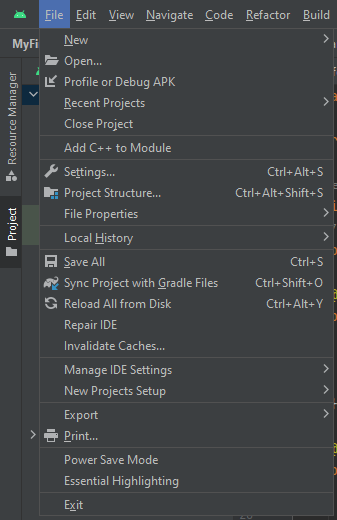 File Edit View Navigate Code Refactor Build
MyFi
New
Open...
Profile or Debug APK
Recent Projects
Close Project
Add C++ to Module
Settings... Ctrl+Alt+S
Project Structure... Ctrl+Alt+Shift+S
File Properties
Local History
Save All Ctrl+S
Sync Project with Gradle Files Ctrl+Shift+O
Reload All from Disk Ctrl+Alt+Y
Repair IDE
Invalidate Caches...
Manage IDE Settings
New Projects Setup
Export
Print...
Power Save Mode
Essential Highlighting
Exit
Resource Manager
Project